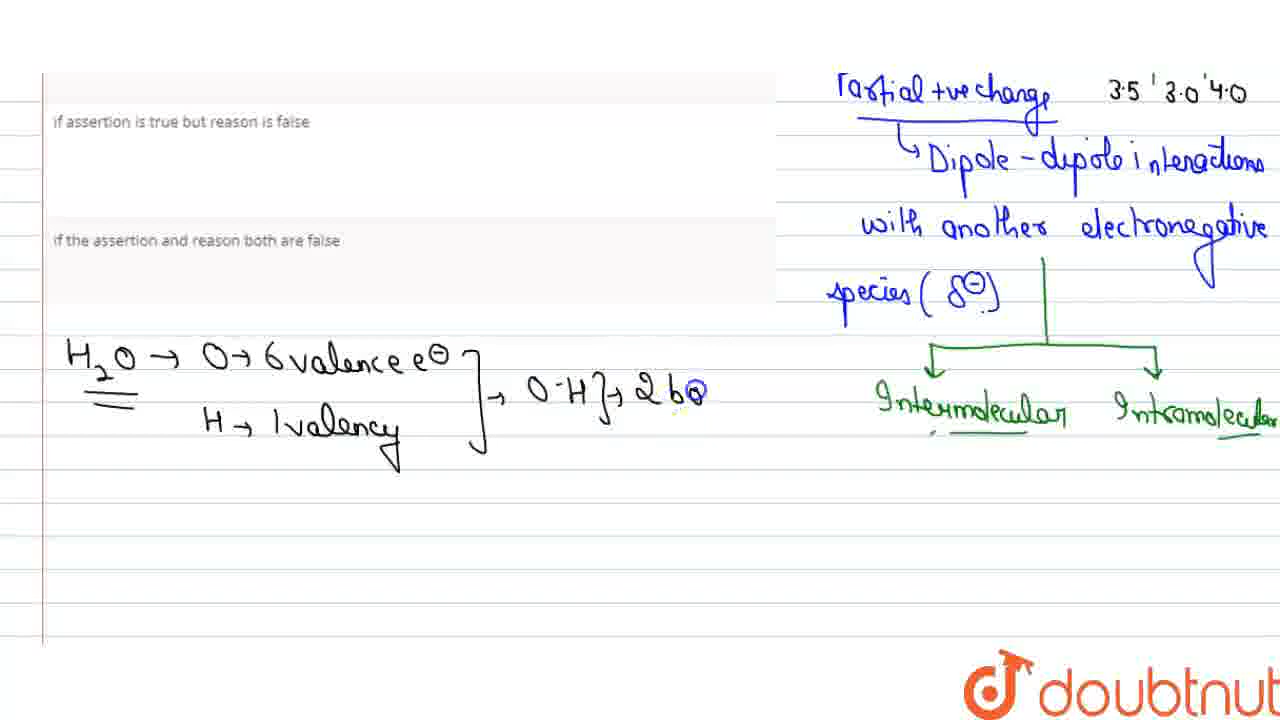 if assertion is true but reason is false
if the assertion and reason both are false
Partial +ve charge
3.5, 3.0, 4.0
↳ Dipole - dipole interactions
with another electronegative
species (δ⊖)
Intermolecular Intramolecular
H₂O → O → 6 valence e⊖
H → 1 valency
→ O-H } → 2 bo
doubtnut